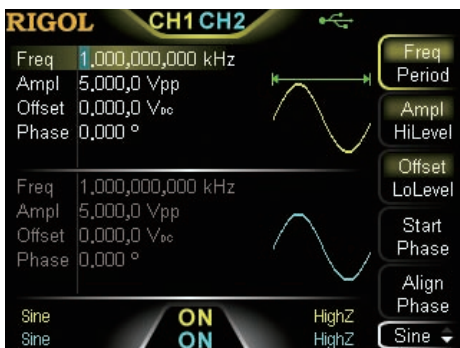 RIGOL CH1 CH2
Freq 1.000,000,000 kHz
Ampl 5.000,0 Vpp
Offset 0.000,0 VDC
Phase 0.000 °
Freq 1.000,000,000 kHz
Ampl 5.000,0 Vpp
Offset 0.000,0 VDC
Phase 0.000 °
Sine ON HighZ
Sine ON HighZ
Freq
Period
Ampl
HiLevel
Offset
LoLevel
Start
Phase
Align
Phase
Sine